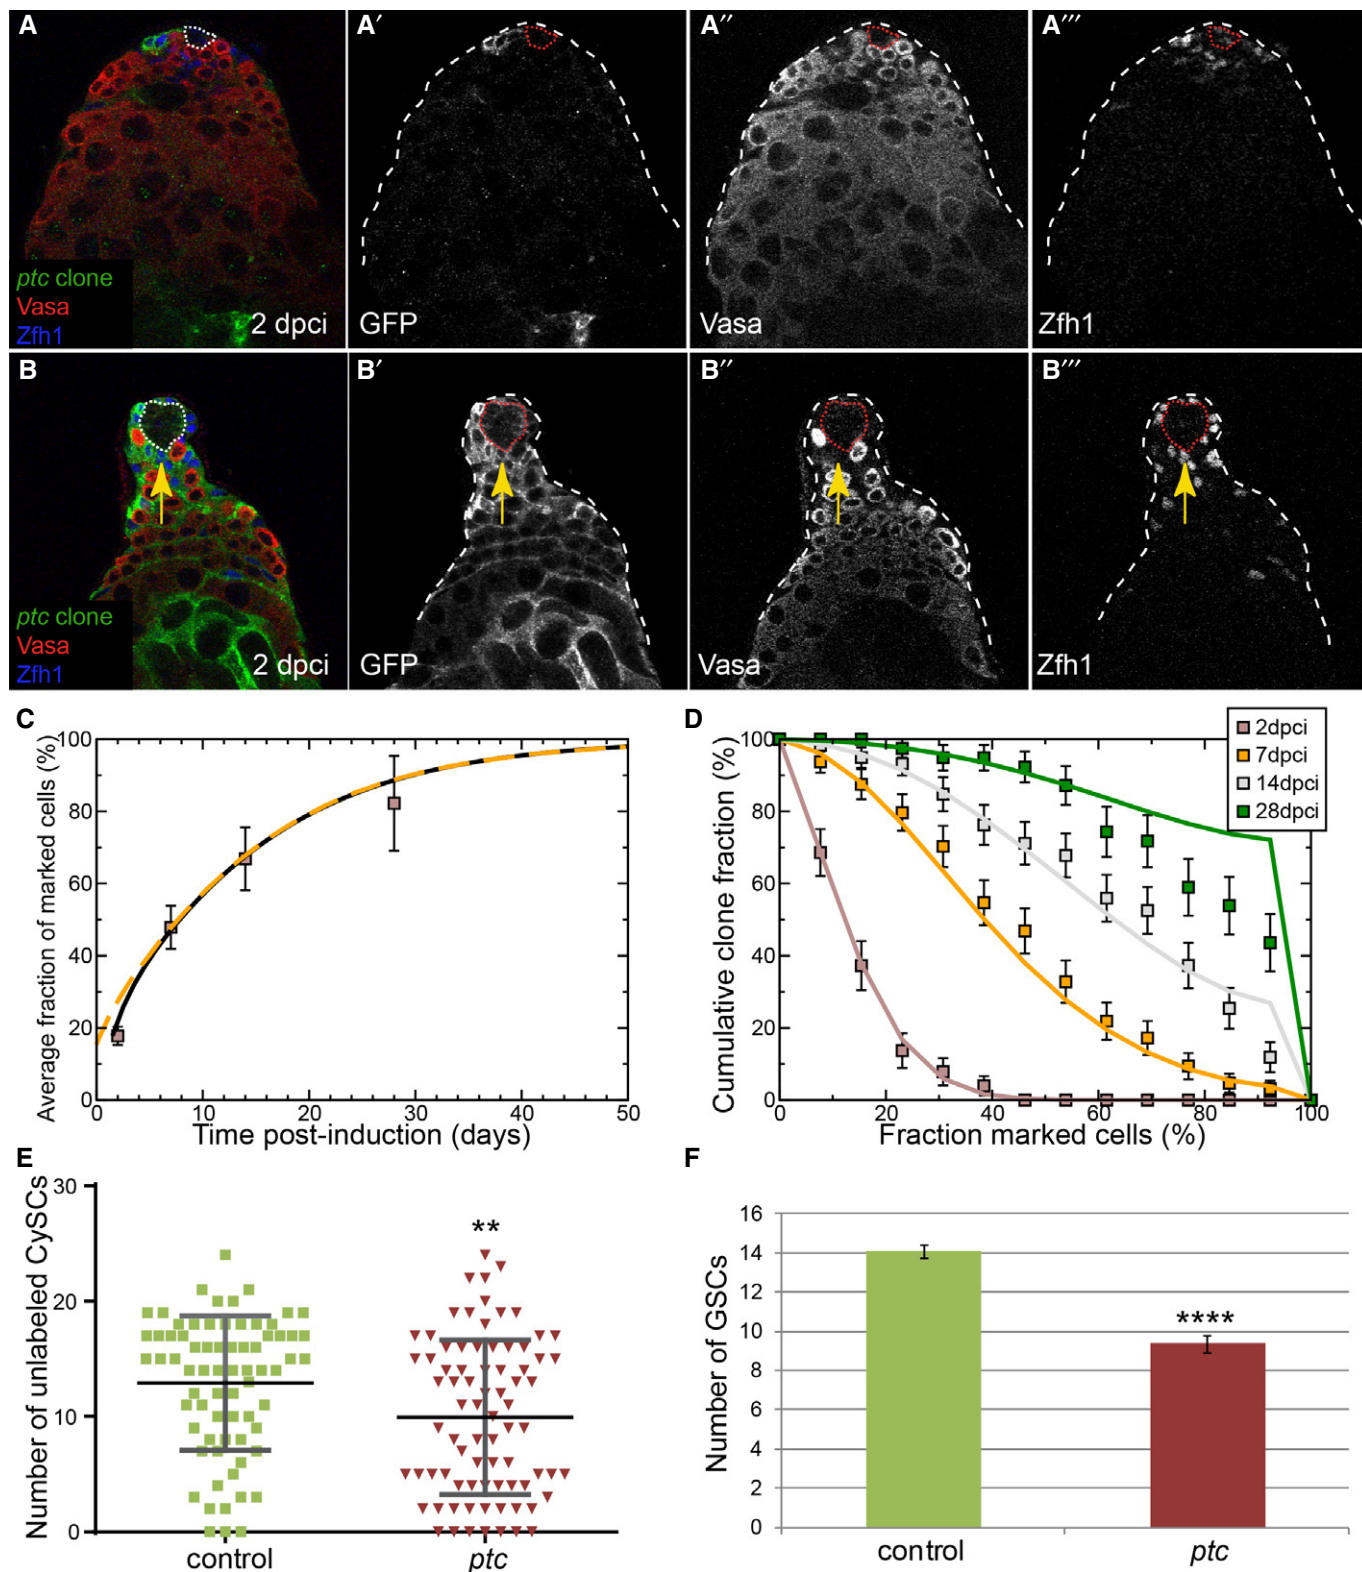 A
A′
A′′
A′′′
ptc clone
Vasa
Zfh1
2 dpci
GFP
Vasa
Zfh1
B
B′
B′′
B′′′
ptc clone
Vasa
Zfh1
2 dpci
GFP
Vasa
Zfh1
C
Average fraction of marked cells (%)
100
80
60
40
20
0
0
10
20
30
40
50
Time post-induction (days)
D
Cumulative clone fraction (%)
100
80
60
40
20
0
0
20
40
60
80
100
Fraction marked cells (%)
2dpci
7dpci
14dpci
28dpci
E
Number of unlabeled CySCs
30
20
10
0
**
control
ptc
F
Number of GSCs
16
14
12
10
8
6
4
2
0
****
control
ptc